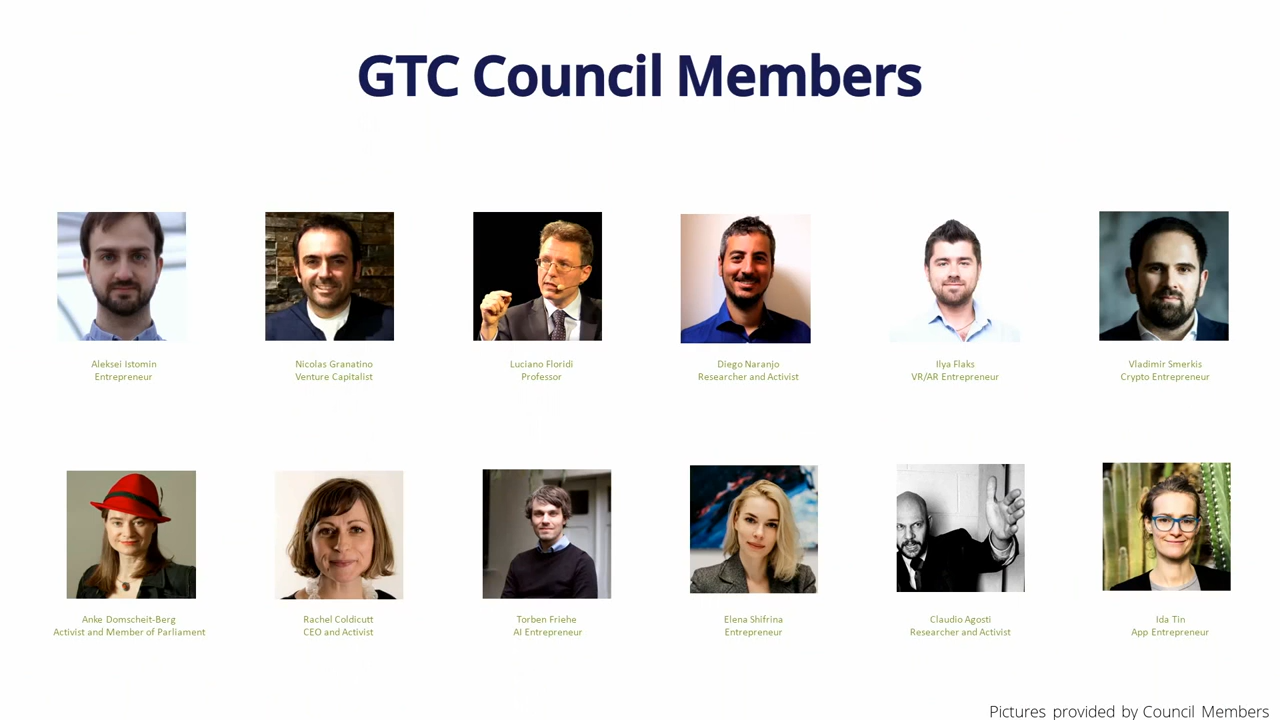 GTC Council Members
Aleksei Istomin
Entrepreneur
Nicolas Granatino
Venture Capitalist
Luciano Floridi
Professor
Diego Naranjo
Researcher and Activist
Ilya Flaks
VR/AR Entrepreneur
Vladimir Smerkis
Crypto Entrepreneur
Anke Domscheit-Berg
Activist and Member of Parliament
Rachel Coldicutt
CEO and Activist
Torben Friehe
AI Entrepreneur
Elena Shifrina
Entrepreneur
Claudio Agosti
Researcher and Activist
Ida Tin
App Entrepreneur
Pictures provided by Council Members